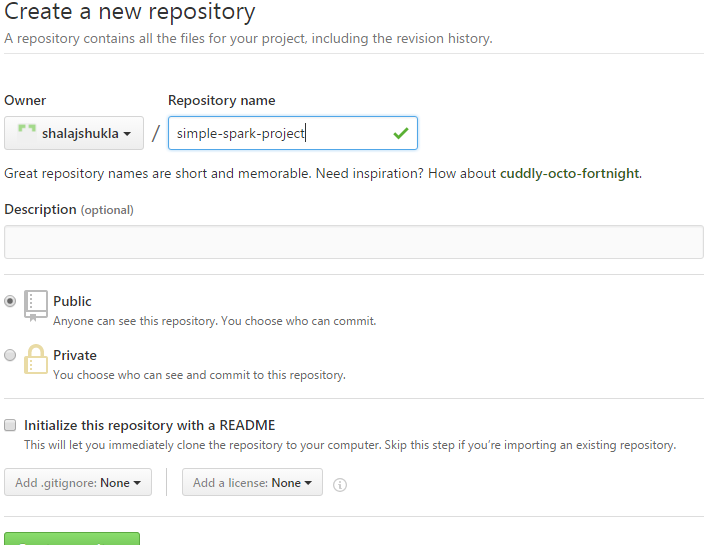 Create a new repository
A repository contains all the files for your project, including the revision history.
Owner
Repository name
shalajshukla
/
simple-spark-project
Great repository names are short and memorable. Need inspiration? How about cuddly-octo-fortnight.
Description (optional)
Public
Anyone can see this repository. You choose who can commit.
Private
You choose who can see and commit to this repository.
Initialize this repository with a README
This will let you immediately clone the repository to your computer. Skip this step if you're importing an existing repository.
Add .gitignore: None
Add a license: None